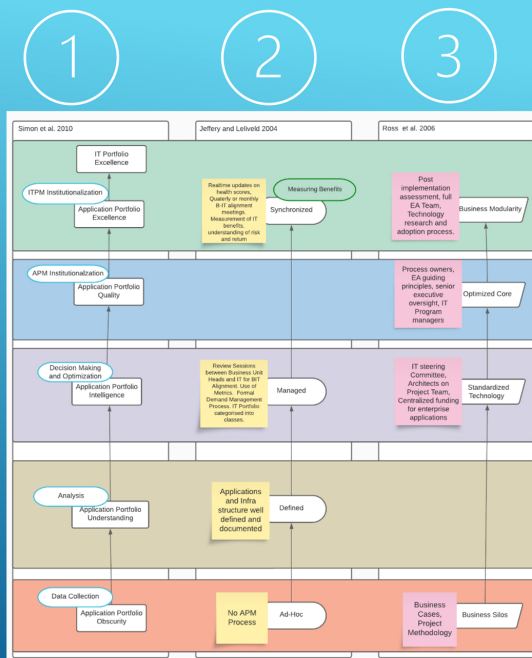 1
2
3
Simon et al. 2010
Jeffery and Leliveld 2004
Ross et al. 2006
IT Portfolio
Excellence
ITPM Institutionalization
Application Portfolio
Excellence
Realtime updates on
health scores,
Quaterly or monthly
B-IT alignment
meetings.
Measurement of IT
benefits.
understanding of risk
and return
Measuring Benefits
Synchronized
Post
implementation
assessment, full
EA Team,
Technology
research and
adoption process.
Business Modularity
APM Institutionalization
Application Portfolio
Quality
Process owners,
EA guiding
principles, senior
executive
oversight, IT
Program
managers
Optimized Core
Decision Making
and Optimization
Application Portfolio
Intelligence
Review Sessions
between Business Unit
Heads and IT for BIT
Alignment. Use of
Metrics. Formal
Demand Management
Process. IT Portfolio
categorised into
classes.
Managed
IT steering
Committee,
Architects on
Project Team,
Centralized funding
for enterprise
applications
Standardized
Technology
Analysis
Application Portfolio
Understanding
Applications
and Infra
structure well
defined and
documented
Defined
Data Collection
Application Portfolio
Obscurity
No APM
Process
Ad-Hoc
Business
Cases,
Project
Methodology
Business Silos